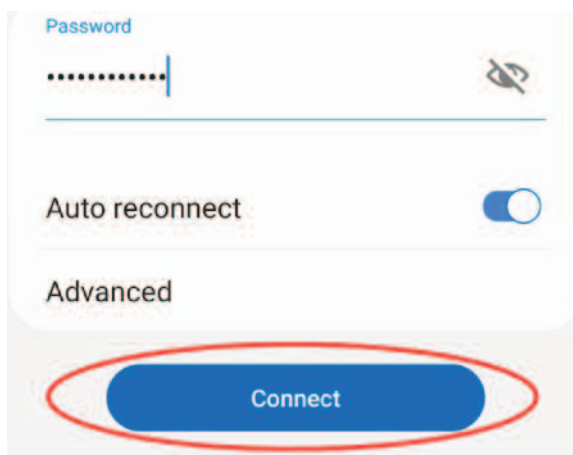 Password
••••••••••••
Auto reconnect
Advanced
Connect